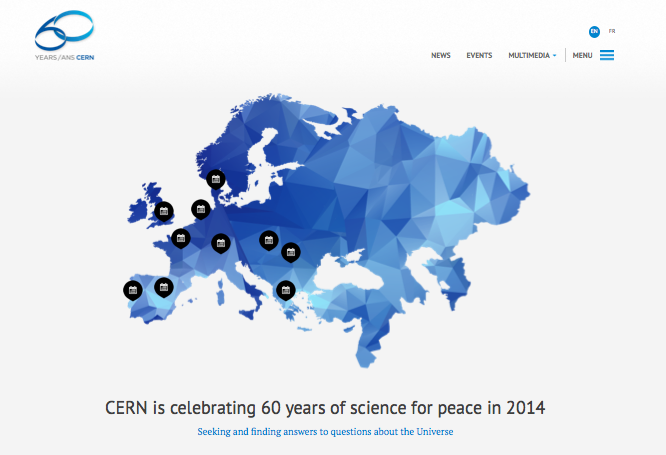 60
YEARS/ANS CERN
EN FR
NEWS EVENTS MULTIMEDIA MENU
CERN is celebrating 60 years of science for peace in 2014
Seeking and finding answers to questions about the Universe